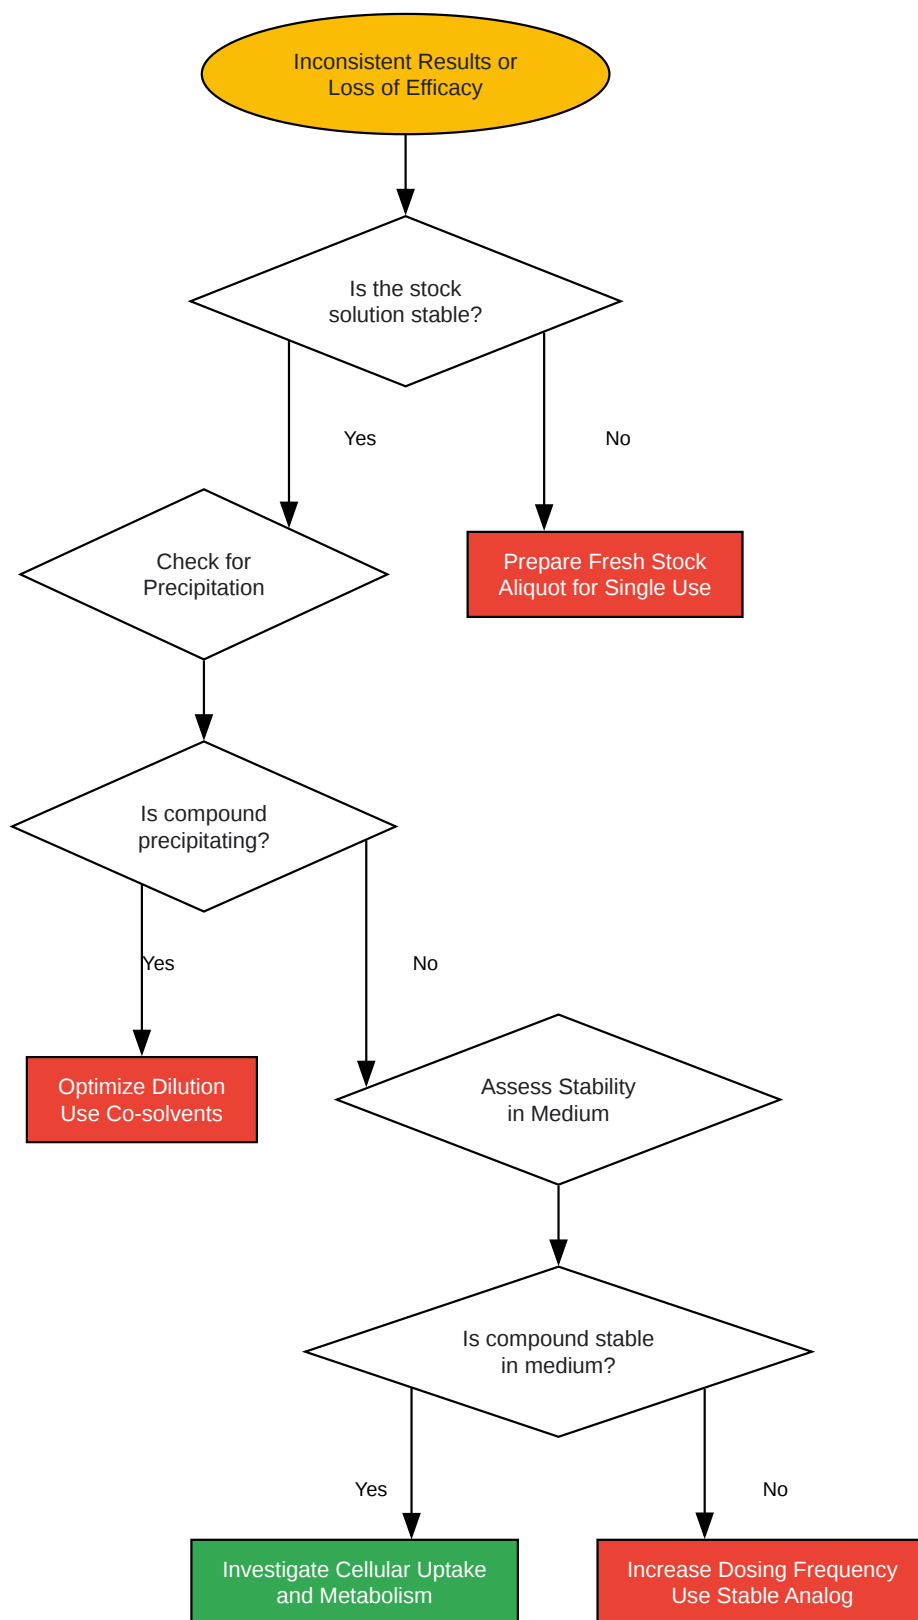 Inconsistent Results or
Loss of Efficacy
Is the stock
solution stable?
Yes
No
Check for
Precipitation
Prepare Fresh Stock
Aliquot for Single Use
Is compound
precipitating?
Yes
No
Optimize Dilution
Use Co-solvents
Assess Stability
in Medium
Is compound stable
in medium?
Yes
No
Investigate Cellular Uptake
and Metabolism
Increase Dosing Frequency
Use Stable Analog